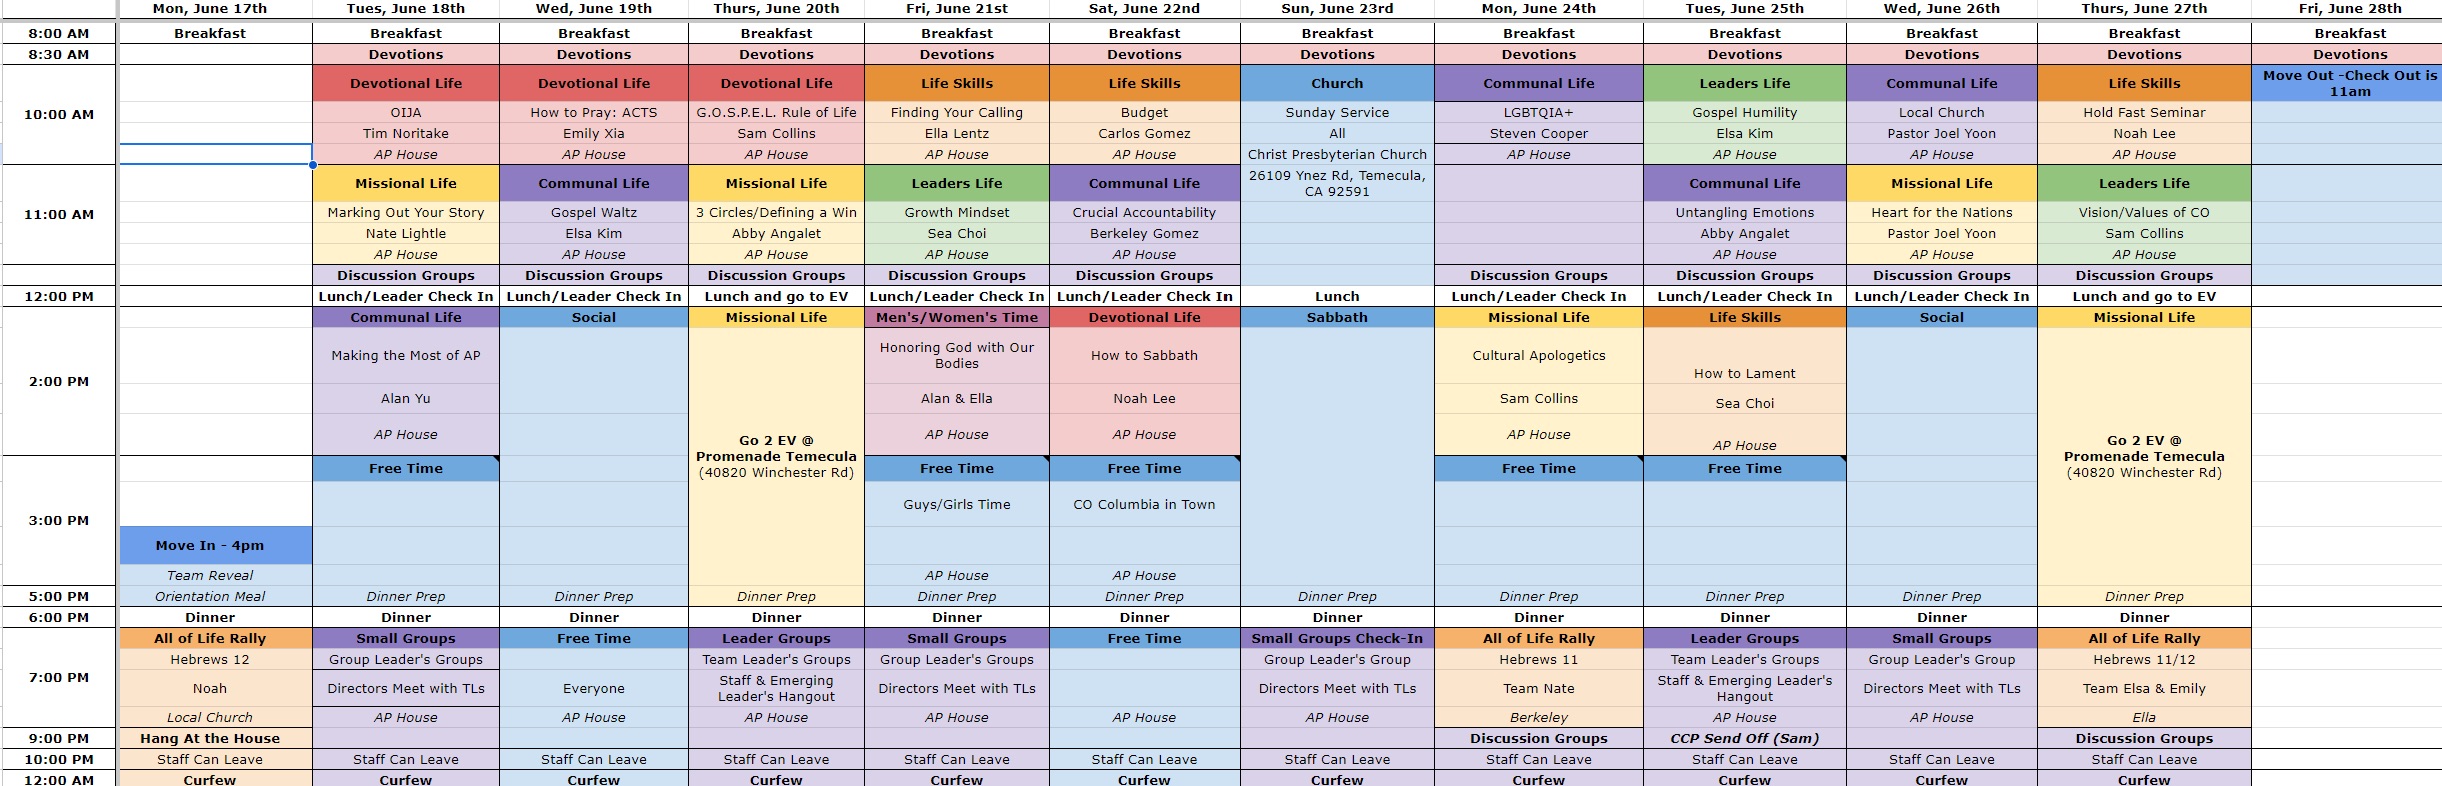 Mon, June 17th Tues, June 18th Wed, June 19th Thurs, June 20th Fri, June 21st Sat, June 22nd Sun, June 23rd Mon, June 24th Tues, June 25th Wed, June 26th Thurs, June 27th Fri, June 28th
8:00 AM Breakfast Breakfast Breakfast Breakfast Breakfast Breakfast Breakfast Breakfast Breakfast Breakfast Breakfast Breakfast
8:30 AM Devotions Devotions Devotions Devotions Devotions Devotions Devotions Devotions Devotions Devotions Devotions
10:00 AM Devotional Life Devotional Life Devotional Life Life Skills Life Skills Church Communal Life Leaders Life Communal Life Life Skills Move Out -Check Out is
11am
OIJA How to Pray: ACTS G.O.S.P.E.L. Rule of Life Finding Your Calling Budget Sunday Service LGBTQIA+ Gospel Humility Local Church Hold Fast Seminar
Tim Noritake Emily Xia Sam Collins Ella Lentz Carlos Gomez All Steven Cooper Elsa Kim Pastor Joel Yoon Noah Lee
AP House AP House AP House AP House AP House Christ Presbyterian Church AP House AP House AP House AP House
11:00 AM Missional Life Communal Life Missional Life Leaders Life Communal Life 26109 Ynez Rd, Temecula, Communal Life Missional Life Leaders Life
CA 92591
Marking Out Your Story Gospel Waltz 3 Circles/Defining a Win Growth Mindset Crucial Accountability Untangling Emotions Heart for the Nations Vision/Values of CO
Nate Lightle Elsa Kim Abby Angalet Sea Choi Berkeley Gomez Abby Angalet Pastor Joel Yoon Sam Collins
AP House AP House AP House AP House AP House AP House AP House AP House
Discussion Groups Discussion Groups Discussion Groups Discussion Groups Discussion Groups Discussion Groups Discussion Groups Discussion Groups Discussion Groups
12:00 PM Lunch/Leader Check In Lunch/Leader Check In Lunch and go to EV Lunch/Leader Check In Lunch/Leader Check In Lunch Lunch/Leader Check In Lunch/Leader Check In Lunch/Leader Check In Lunch and go to EV
Communal Life Social Missional Life Men's/Women's Time Devotional Life Sabbath Missional Life Life Skills Social Missional Life
2:00 PM Making the Most of AP Honoring God with Our How to Sabbath Cultural Apologetics How to Lament
Bodies
Alan Yu Alan & Ella Noah Lee Sam Collins Sea Choi
AP House AP House AP House AP House AP House
Go 2 EV @ Go 2 EV @
Promenade Temecula Promenade Temecula
(40820 Winchester Rd) (40820 Winchester Rd)
Free Time Free Time Free Time Free Time Free Time
3:00 PM Guys/Girls Time CO Columbia in Town
Move In - 4pm
Team Reveal AP House AP House
5:00 PM Orientation Meal Dinner Prep Dinner Prep Dinner Prep Dinner Prep Dinner Prep Dinner Prep Dinner Prep Dinner Prep Dinner Prep Dinner Prep
6:00 PM Dinner Dinner Dinner Dinner Dinner Dinner Dinner Dinner Dinner Dinner Dinner
7:00 PM All of Life Rally Small Groups Free Time Leader Groups Small Groups Free Time Small Groups Check-In All of Life Rally Leader Groups Small Groups All of Life Rally
Hebrews 12 Group Leader's Groups Team Leader's Groups Group Leader's Groups Group Leader's Group Hebrews 11 Team Leader's Groups Group Leader's Group Hebrews 11/12
Noah Directors Meet with TLs Everyone Staff & Emerging Directors Meet with TLs Directors Meet with TLs Team Nate Staff & Emerging Leader's Directors Meet with TLs Team Elsa & Emily
Leader's Hangout Hangout
Local Church AP House AP House AP House AP House AP House AP House Berkeley AP House AP House Ella
9:00 PM Hang At the House Discussion Groups CCP Send Off (Sam) Discussion Groups
10:00 PM Staff Can Leave Staff Can Leave Staff Can Leave Staff Can Leave Staff Can Leave Staff Can Leave Staff Can Leave Staff Can Leave Staff Can Leave Staff Can Leave Staff Can Leave
12:00 AM Curfew Curfew Curfew Curfew Curfew Curfew Curfew Curfew Curfew Curfew Curfew